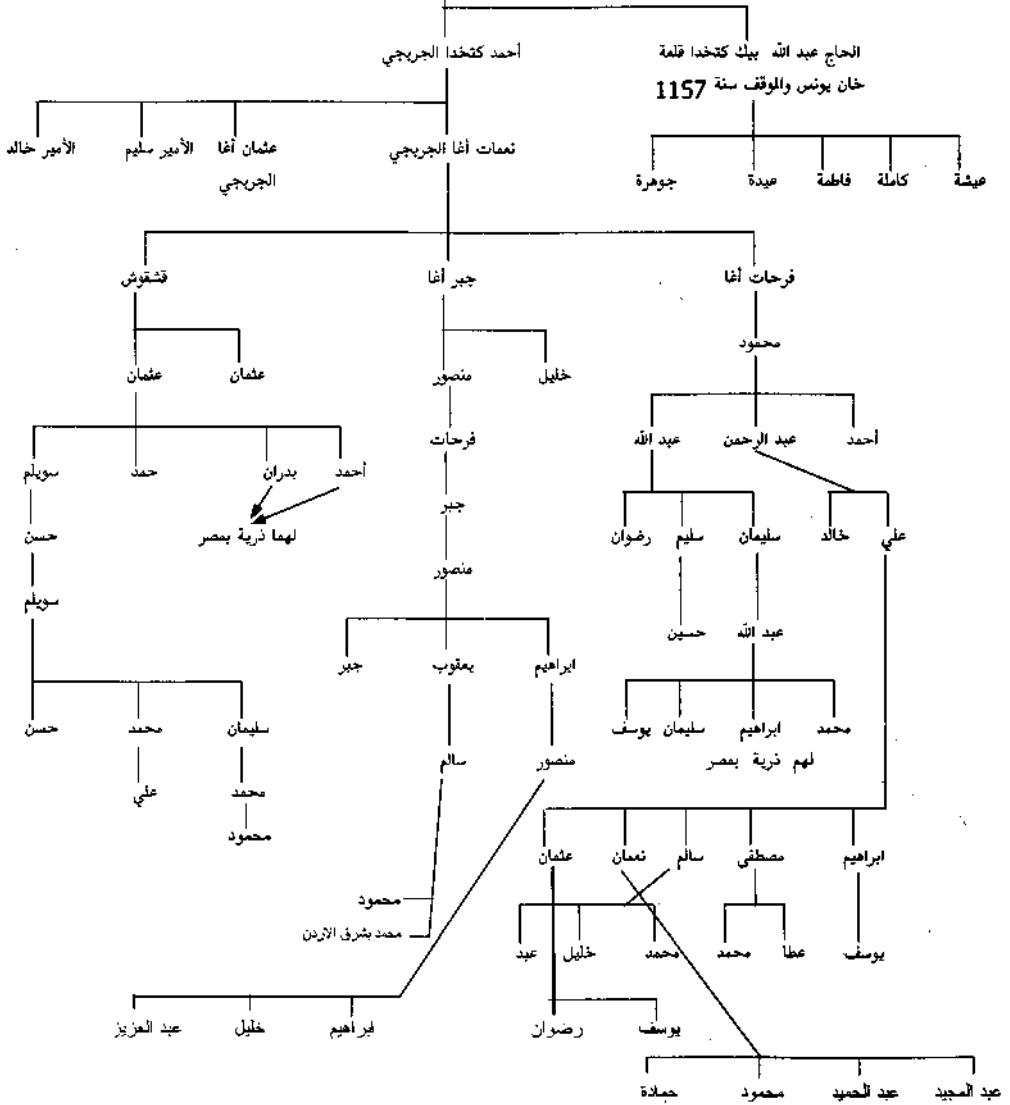 الحاج عبد الله بيك كتخدا قلعة
خان يونس والموقف سنة 1157
أحمد كتخدا الجريجي
عيشة كاملة فاطمة عيدة جوهرة
نعمات أغا الجريجي عثمان أغا الأمير سليم الأمير خالد
الجريجي
فرحات أغا جبر أغا قشقوش
محمود
خليل منصور عثمان عثمان
أحمد عبد الرحمن عبد الله فرحات
أحمد بدران حمد سويلم
جبر
علي خالد سليمان سليم رضوان لهما ذرية بمصر حسن
منصور
سويلم
عبد الله حسين
ابراهيم يعقوب جبر
محمد ابراهيم سليمان يوسف سليمان محمد حسن
لهم ذرية بمصر
منصور سالم
محمد علي
محمود
ابراهيم مصطفي سالم نعمان عثمان
محمود
محمد بشرق الاردن
يوسف عطا محمد محمد خليل عبد
يوسف رضوان ابراهيم خليل عبد العزيز
عبد المجيد عبد الحميد محمود حمادة